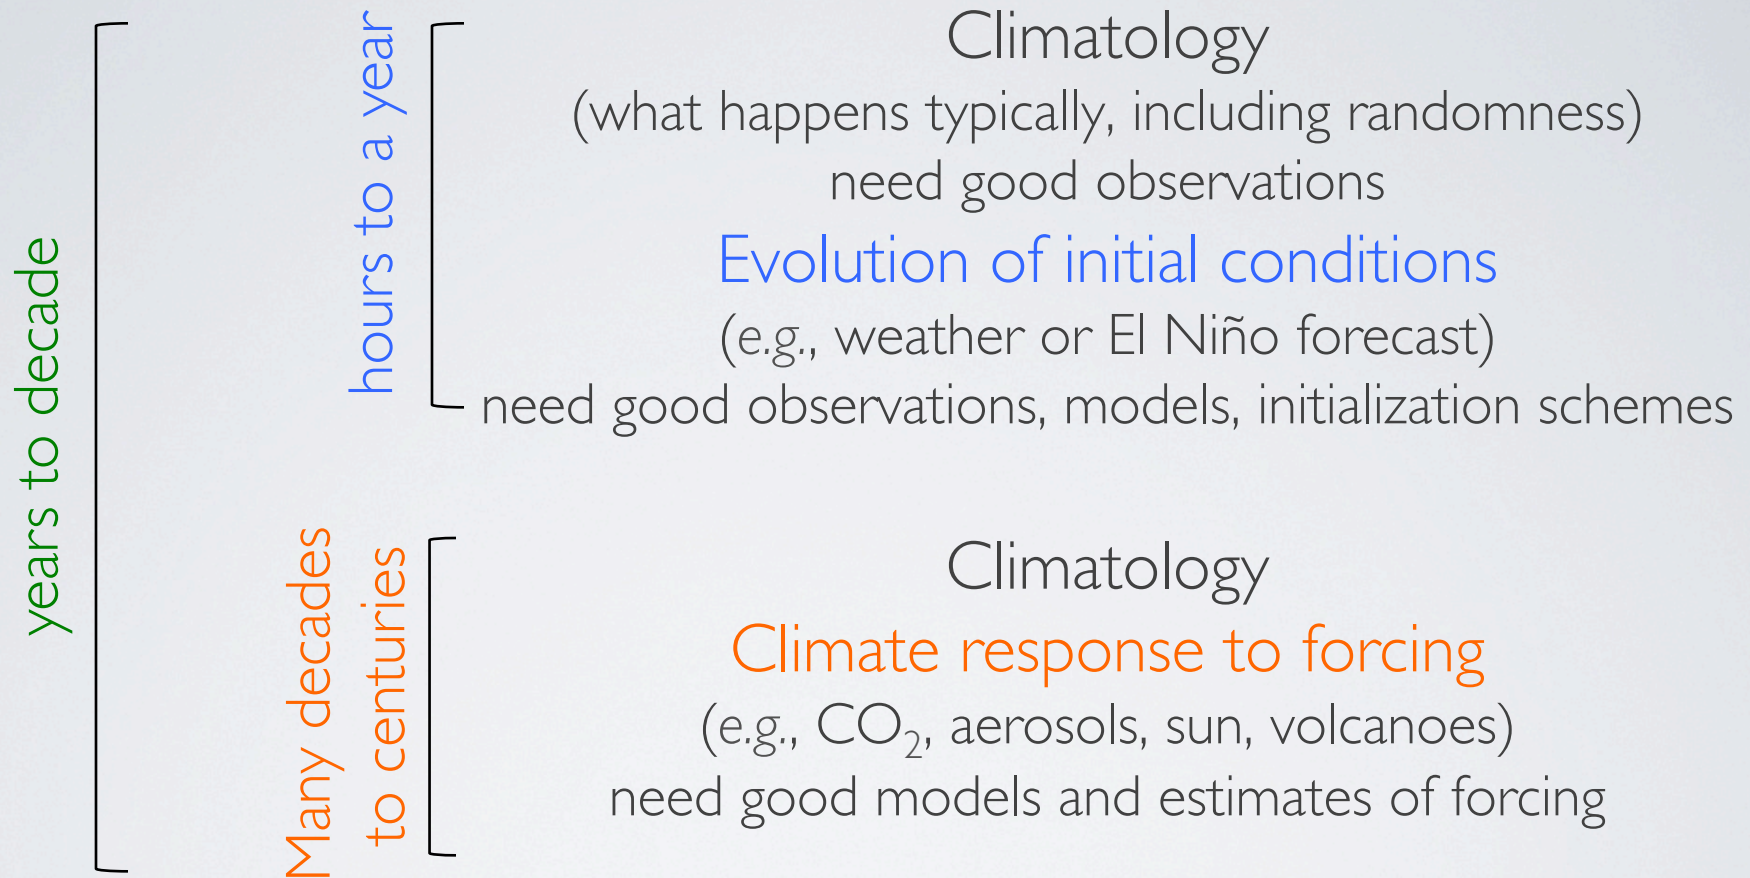 years to decade
hours to a year
Climatology
(what happens typically, including randomness)
need good observations
Evolution of initial conditions
(e.g., weather or El Niño forecast)
need good observations, models, initialization schemes
Many decades
to centuries
Climatology
Climate response to forcing
(e.g., CO₂, aerosols, sun, volcanoes)
need good models and estimates of forcing